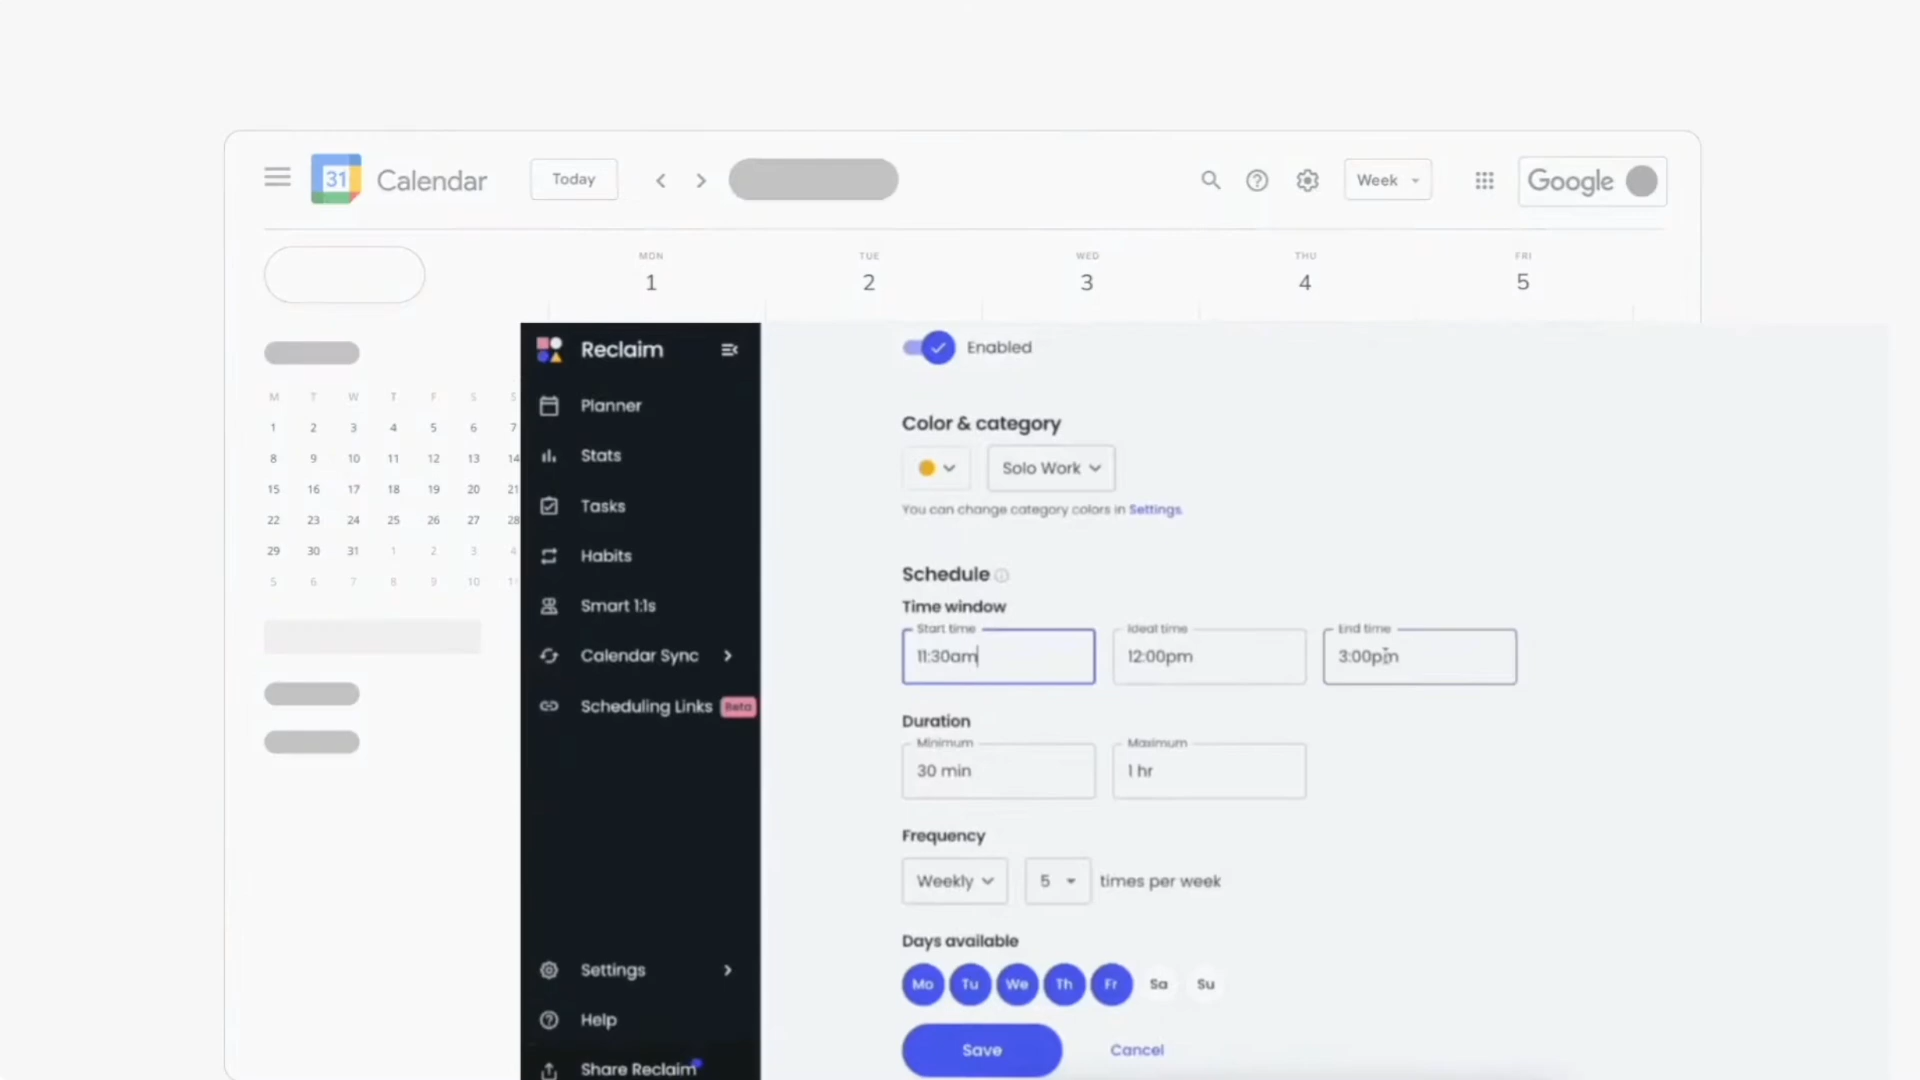 31 Calendar Today Week Google
MON TUE WED THU FRI
1 2 3 4 5
M T W T F S S
1 2 3 4 5 6 7
8 9 10 11 12 13 14
15 16 17 18 19 20 21
22 23 24 25 26 27 28
29 30 31 1 2 3 4
5 6 7 8 9 10
Reclaim
Planner
Stats
Tasks
Habits
Smart 1:1s
Calendar Sync
Scheduling Links Beta
Settings
Help
Share Reclaim
Enabled
Color & category
Solo Work
You can change category colors in Settings.
Schedule
Time window
Start time Ideal time End time
11:30am 12:00pm 3:00pm
Duration
Minimum Maximum
30 min 1 hr
Frequency
Weekly 5 times per week
Days available
Mo Tu We Th Fr Sa Su
Save Cancel